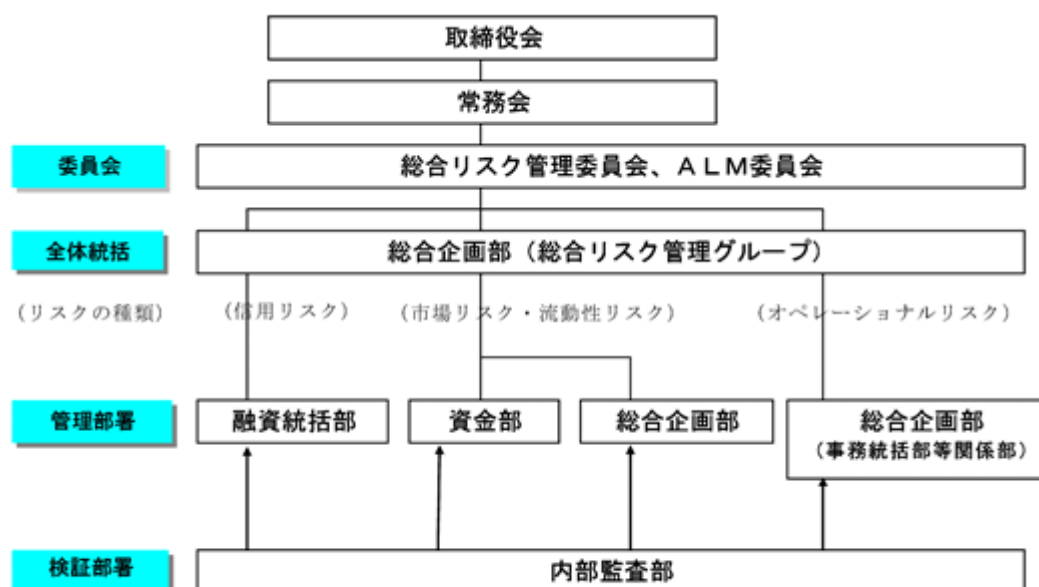 取締役会
常務会
委員会
総合リスク管理委員会、ＡＬＭ委員会
全体統括
総合企画部（総合リスク管理グループ）
（リスクの種類）
（信用リスク）
（市場リスク・流動性リスク）
（オペレーショナルリスク）
管理部署
融資統括部
資金部
総合企画部
総合企画部
（事務統括部等関係部）
検証部署
内部監査部